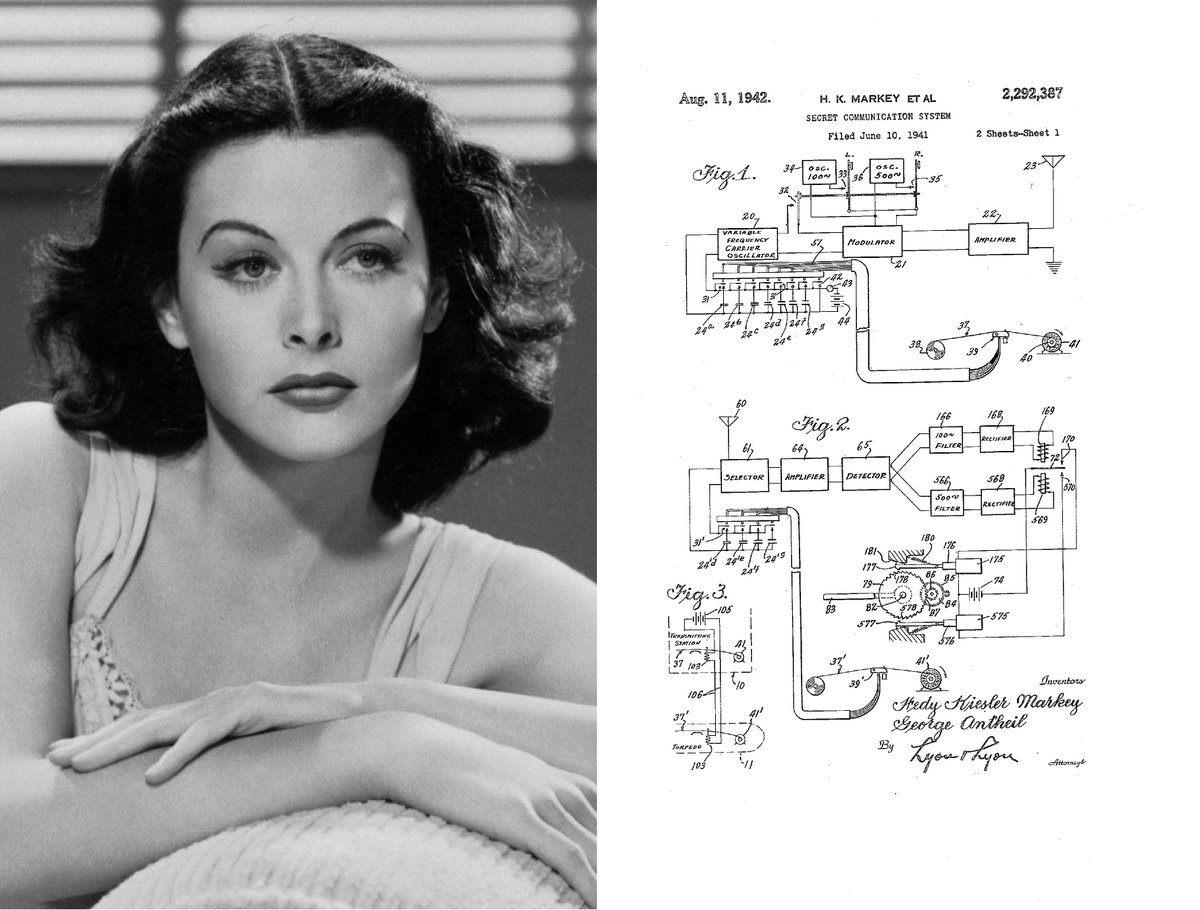 Aug. 11, 1942.
H. K. MARKEY ET AL
2,292,387
SECRET COMMUNICATION SYSTEM
Filed June 10, 1941
2 Sheets-Sheet 1
Fig. 1.
34
OSC. 100~
33
L.
36
OSC. 500~
R.
35
32
23
20
VARIABLE FREQUENCY CARRIER OSCILLATOR
51
MODULATOR
21
22
AMPLIFIER
31
31
42
43
44
24a
24b
24c
24d
24e
24f
24g
37
38
39
40
41
Fig. 2.
60
61
SELECTOR
64
AMPLIFIER
65
DETECTOR
166
100~ FILTER
168
RECTIFIER
169
170
72
566
500~ FILTER
568
RECTIFIER
569
570
31'
24'd
24'e
24'f
24'g
181
180
176
175
177
178
79
66
85
74
83
82
578
87
84
577
576
575
37'
39'
41'
Fig. 3.
105
TRANSMITTING STATION
37
103
41
10
106
37'
41'
TORPEDO
103
11
Inventors
Hedy Kiesler Markey
George Antheil
By
Lyon & Lyon
Attorneys